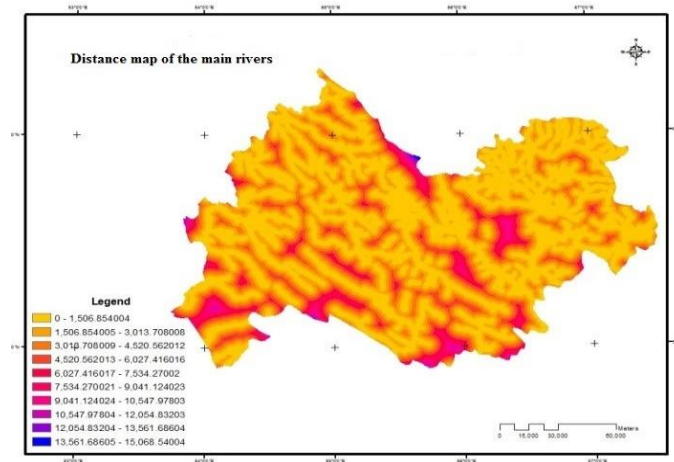 Distance map of the main rivers
Legend
0 - 1,506.854004
1,506.854005 - 3,013.708008
3,013.708009 - 4,520.562012
4,520.562013 - 6,027.416016
6,027.416017 - 7,534.27002
7,534.270021 - 9,041.124023
9,041.124024 - 10,547.97803
10,547.97804 - 12,054.83203
12,054.83204 - 13,561.68604
13,561.68605 - 15,068.54004
Meters
0 15,000 30,000 60,000